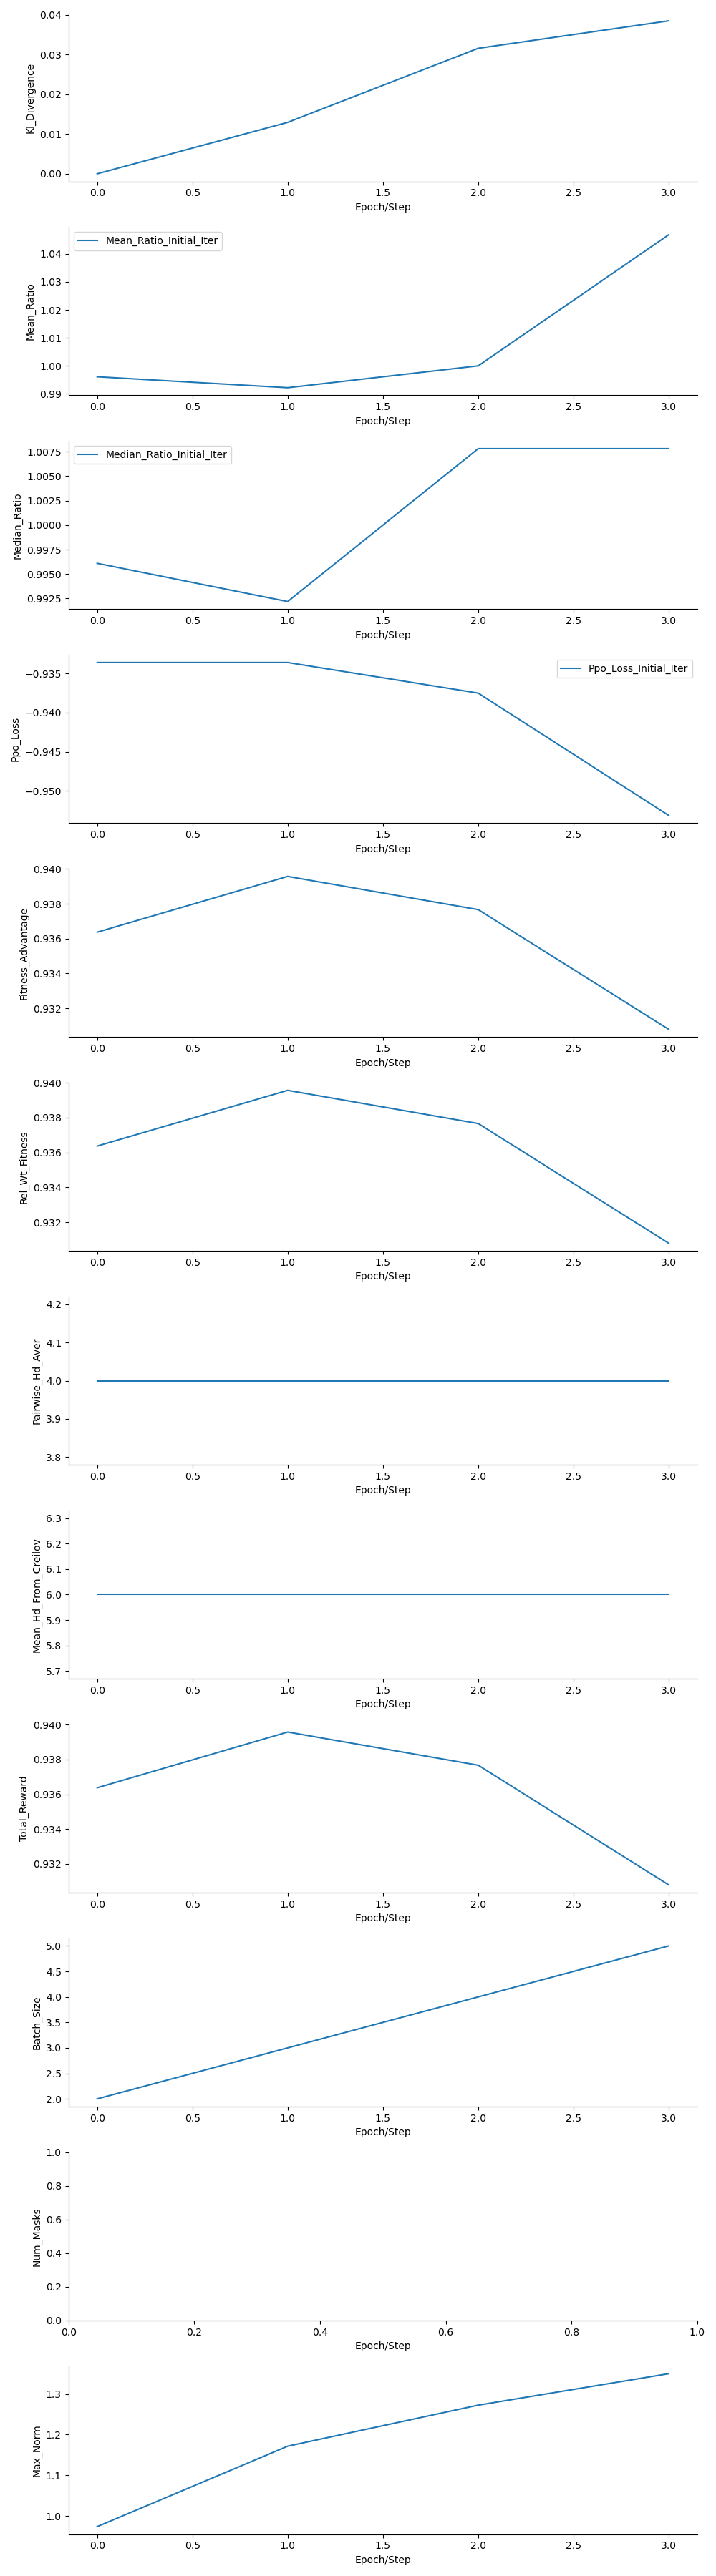 0.04
0.03
0.02
0.01
0.00
Kl_Divergence
0.0 0.5 1.0 1.5 2.0 2.5 3.0
Epoch/Step
Mean_Ratio_Initial_Iter
1.04
1.03
1.02
1.01
1.00
0.99
Mean_Ratio
0.0 0.5 1.0 1.5 2.0 2.5 3.0
Epoch/Step
Median_Ratio_Initial_Iter
1.0075
1.0050
1.0025
1.0000
0.9975
0.9950
0.9925
Median_Ratio
0.0 0.5 1.0 1.5 2.0 2.5 3.0
Epoch/Step
Ppo_Loss_Initial_Iter
−0.935
−0.940
−0.945
−0.950
Ppo_Loss
0.0 0.5 1.0 1.5 2.0 2.5 3.0
Epoch/Step
0.940
0.938
0.936
0.934
0.932
Fitness_Advantage
0.0 0.5 1.0 1.5 2.0 2.5 3.0
Epoch/Step
0.940
0.938
0.936
0.934
0.932
Rel_Wt_Fitness
0.0 0.5 1.0 1.5 2.0 2.5 3.0
Epoch/Step
4.2
4.1
4.0
3.9
3.8
Pairwise_Hd_Aver
0.0 0.5 1.0 1.5 2.0 2.5 3.0
Epoch/Step
6.3
6.2
6.1
6.0
5.9
5.8
5.7
Mean_Hd_From_Creilov
0.0 0.5 1.0 1.5 2.0 2.5 3.0
Epoch/Step
0.940
0.938
0.936
0.934
0.932
Total_Reward
0.0 0.5 1.0 1.5 2.0 2.5 3.0
Epoch/Step
5.0
4.5
4.0
3.5
3.0
2.5
2.0
Batch_Size
0.0 0.5 1.0 1.5 2.0 2.5 3.0
Epoch/Step
1.0
0.8
0.6
0.4
0.2
0.0
Num_Masks
0.0 0.2 0.4 0.6 0.8 1.0
Epoch/Step
1.3
1.2
1.1
1.0
Max_Norm
0.0 0.5 1.0 1.5 2.0 2.5 3.0
Epoch/Step